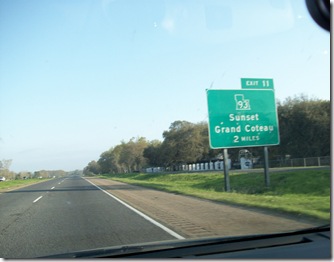 EXIT 11
93
Sunset
Grand Coteau
2 MILES